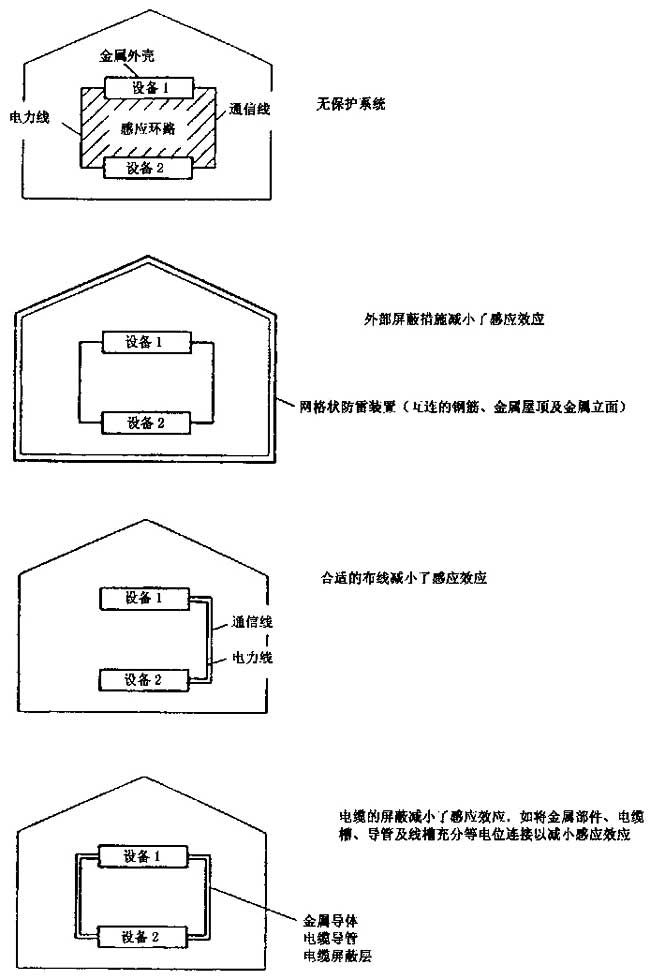 金属外壳
设备 1
电力线
通信线
感应环路
设备 2
无保护系统
外部屏蔽措施减小了感应效应
设备 1
设备 2
网格状防雷装置（互连的钢筋、金属屋顶及金属立面）
合适的布线减小了感应效应
设备 1
通信线
电力线
设备 2
电缆的屏蔽减小了感应效应．如将金属部件、电缆
槽、导管及线槽充分等电位连接以减小感应效应
设备 1
设备 2
金属导体
电缆导管
电缆屏蔽层